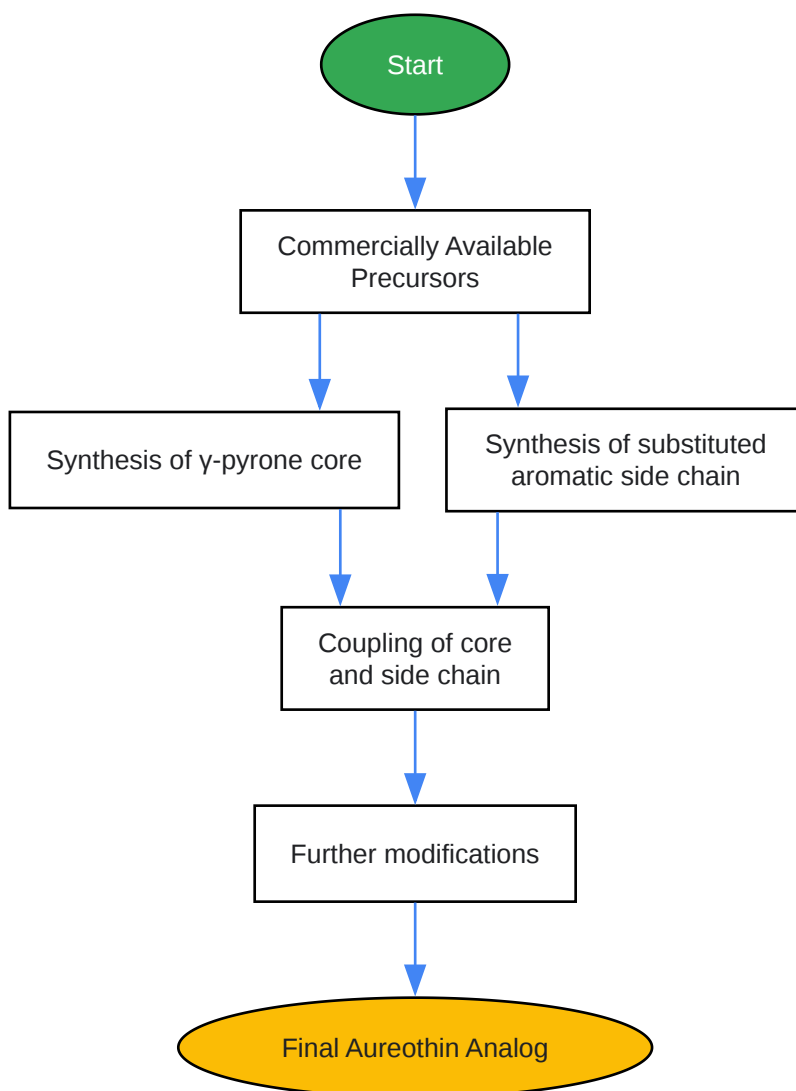 Start
Commercially Available
Precursors
Synthesis of γ-pyrone core
Synthesis of substituted
aromatic side chain
Coupling of core
and side chain
Further modifications
Final Aureothin Analog